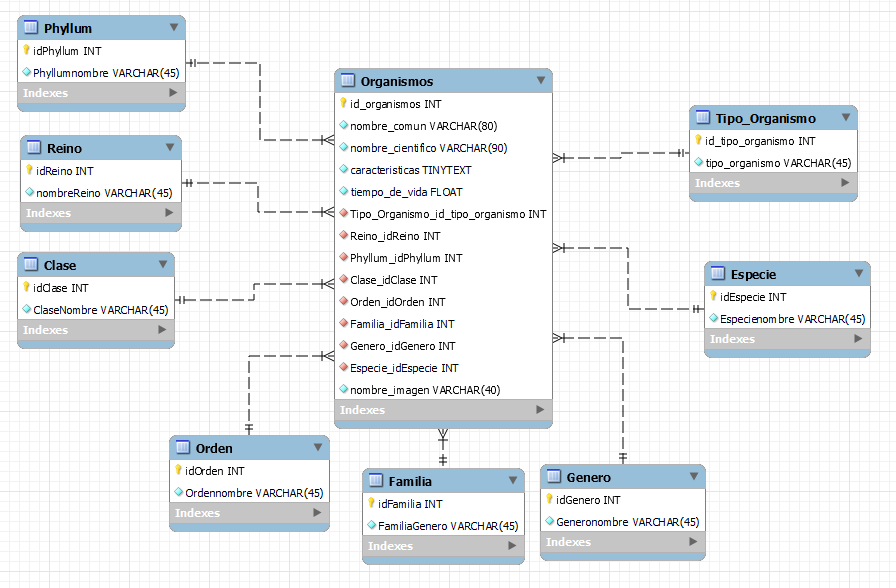 Phyllum
idPhyllum INT
Phyllumnombre VARCHAR(45)
Indexes
Reino
idReino INT
nombreReino VARCHAR(45)
Indexes
Clase
idClase INT
ClaseNombre VARCHAR(45)
Indexes
Organismos
id_organismos INT
nombre_comun VARCHAR(80)
nombre_cientifico VARCHAR(90)
caracteristicas TINYTEXT
tiempo_de_vida FLOAT
Tipo_Organismo_id_tipo_organismo INT
Reino_idReino INT
Phyllum_idPhyllum INT
Clase_idClase INT
Orden_idOrden INT
Familia_idFamilia INT
Genero_idGenero INT
Especie_idEspecie INT
nombre_imagen VARCHAR(40)
Indexes
Tipo_Organismo
id_tipo_organismo INT
tipo_organismo VARCHAR(45)
Indexes
Especie
idEspecie INT
Especienombre VARCHAR(45)
Indexes
Orden
idOrden INT
Ordennombre VARCHAR(45)
Indexes
Familia
idFamilia INT
FamiliaGenero VARCHAR(45)
Indexes
Genero
idGenero INT
Generonombre VARCHAR(45)
Indexes